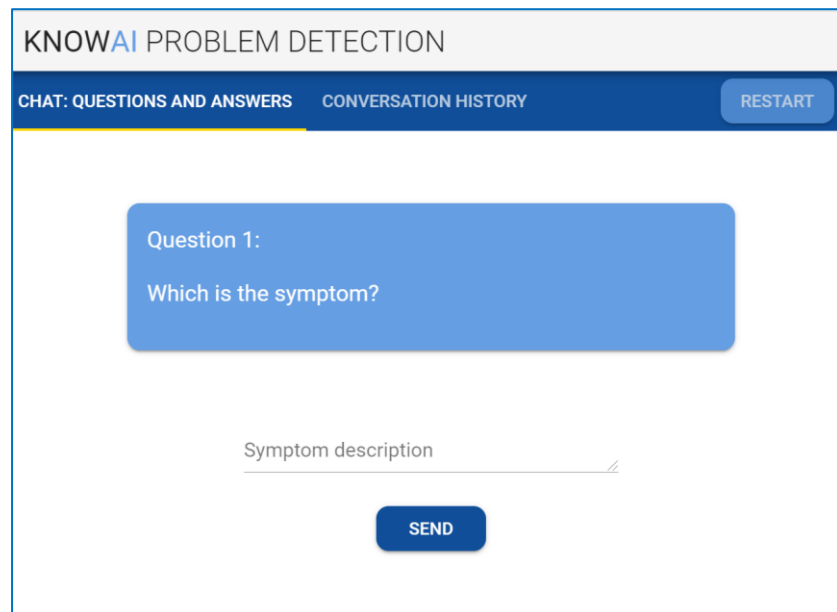 KNOWAI PROBLEM DETECTION
CHAT: QUESTIONS AND ANSWERS CONVERSATION HISTORY RESTART
Question 1:
Which is the symptom?
Symptom description
SEND